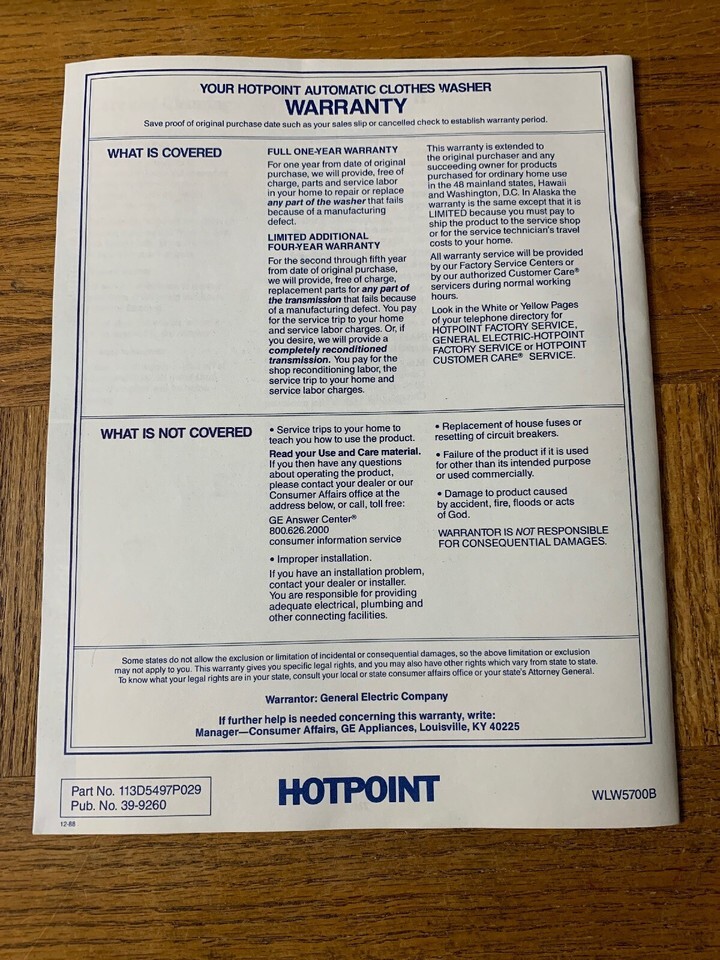 YOUR HOTPOINT AUTOMATIC CLOTHES WASHER
WARRANTY
Save proof of original purchase date such as your sales slip or cancelled check to establish warranty period.
WHAT IS COVERED
FULL ONE-YEAR WARRANTY
For one year from date of original
purchase, we will provide, free of
charge, parts and service labor
in your home to repair or replace
any part of the washer that fails
because of a manufacturing
defect.
LIMITED ADDITIONAL
FOUR-YEAR WARRANTY
For the second through fifth year
from date of original purchase,
we will provide, free of charge,
replacement parts for any part of
the transmission that fails because
of a manufacturing defect. You pay
for the service trip to your home
and service labor charges. Or, if
you desire, we will provide a
completely reconditioned
transmission. You pay for the
shop reconditioning labor, the
service trip to your home and
service labor charges.
This warranty is extended to
the original purchaser and any
succeeding owner for products
purchased for ordinary home use
in the 48 mainland states, Hawaii
and Washington, D.C. In Alaska the
warranty is the same except that it is
LIMITED because you must pay to
ship the product to the service shop
or for the service technician's travel
costs to your home.
All warranty service will be provided
by our Factory Service Centers or
by our authorized Customer Care®
servicers during normal working
hours.
Look in the White or Yellow Pages
of your telephone directory for
HOTPOINT FACTORY SERVICE,
GENERAL ELECTRIC-HOTPOINT
FACTORY SERVICE or HOTPOINT
CUSTOMER CARE® SERVICE.
WHAT IS NOT COVERED
• Service trips to your home to
teach you how to use the product.
Read your Use and Care material.
If you then have any questions
about operating the product,
please contact your dealer or our
Consumer Affairs office at the
address below, or call, toll free:
GE Answer Center®
800.626.2000
consumer information service
• Improper installation.
If you have an installation problem,
contact your dealer or installer.
You are responsible for providing
adequate electrical, plumbing and
other connecting facilities.
• Replacement of house fuses or
resetting of circuit breakers.
• Failure of the product if it is used
for other than its intended purpose
or used commercially.
• Damage to product caused
by accident, fire, floods or acts
of God.
WARRANTOR IS NOT RESPONSIBLE
FOR CONSEQUENTIAL DAMAGES.
Some states do not allow the exclusion or limitation of incidental or consequential damages, so the above limitation or exclusion
may not apply to you. This warranty gives you specific legal rights, and you may also have other rights which vary from state to state.
To know what your legal rights are in your state, consult your local or state consumer affairs office or your state's Attorney General.
Warrantor: General Electric Company
If further help is needed concerning this warranty, write:
Manager—Consumer Affairs, GE Appliances, Louisville, KY 40225
Part No. 113D5497P029
Pub. No. 39-9260
12-88
HOTPOINT
WLW5700B